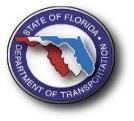 STATE OF FLORIDA
DEPARTMENT OF TRANSPORTATION